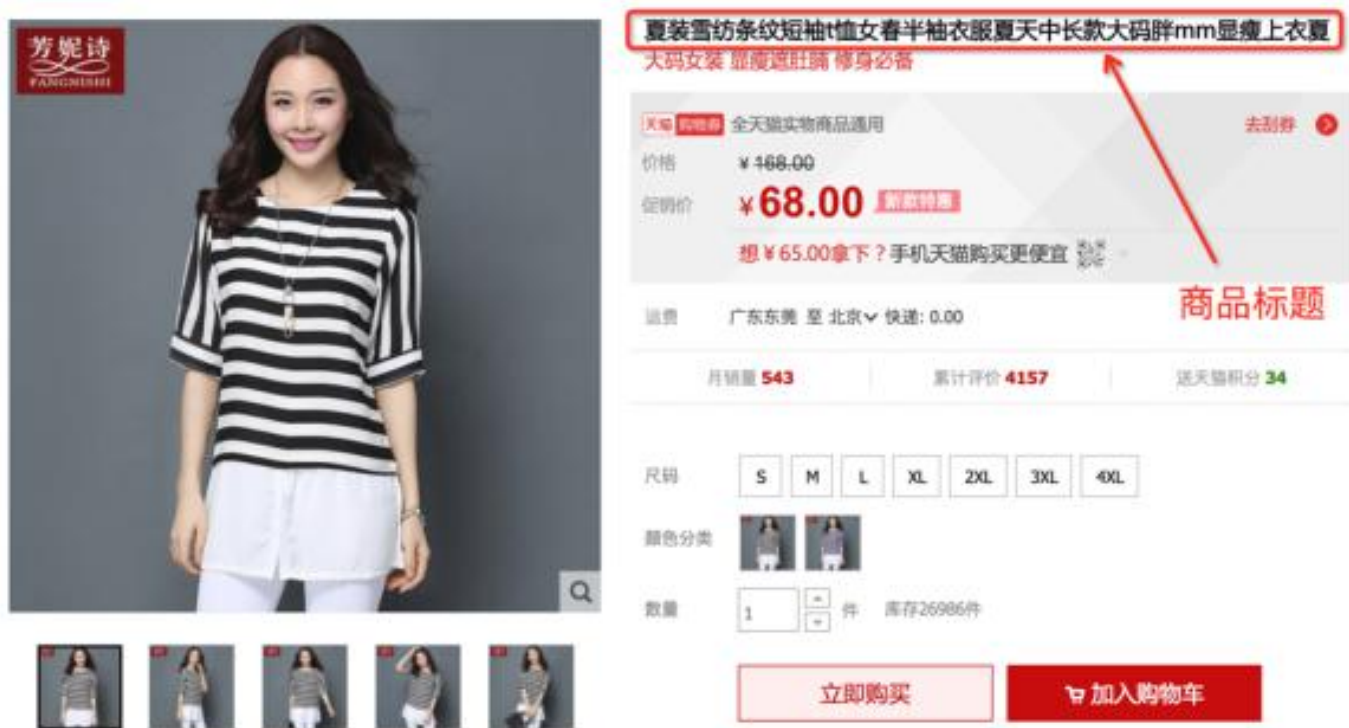 芳妮诗
FANGNISHI
夏装雪纺条纹短袖t恤女春半袖衣服夏天中长款大码胖mm显瘦上衣夏
大码女装 显瘦遮肚腩 修身必备
天猫 购物券 全天猫实物商品通用 去刮券
价格 ¥168.00
促销价 ¥68.00 新款特惠
想¥65.00拿下？手机天猫购买更便宜
商品标题
运费 广东东莞 至 北京 快递: 0.00
月销量 543 累计评价 4157 送天猫积分 34
尺码 S M L XL 2XL 3XL 4XL
颜色分类
数量 1 件 库存26986件
立即购买 加入购物车